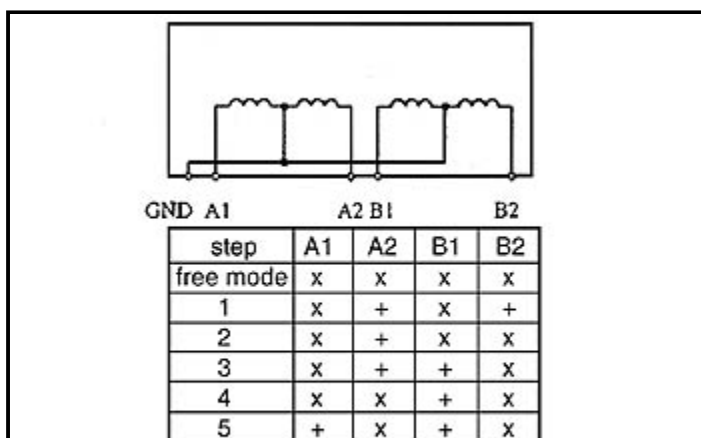 GND A1 A2 B1 B2
step A1 A2 B1 B2
free mode x x x x
1 x + x +
2 x + x x
3 x + + x
4 x x + x
5 + x + x